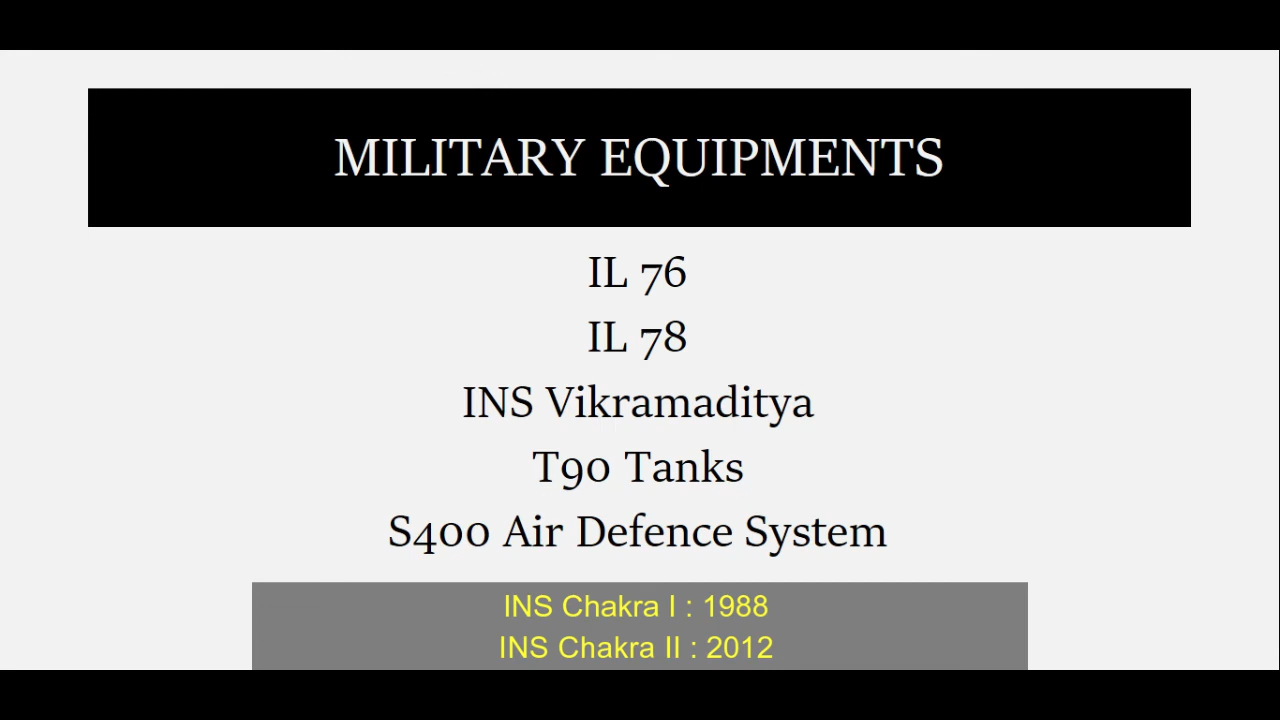 MILITARY EQUIPMENTS
IL 76
IL 78
INS Vikramaditya
T90 Tanks
S400 Air Defence System
INS Chakra I : 1988
INS Chakra II : 2012